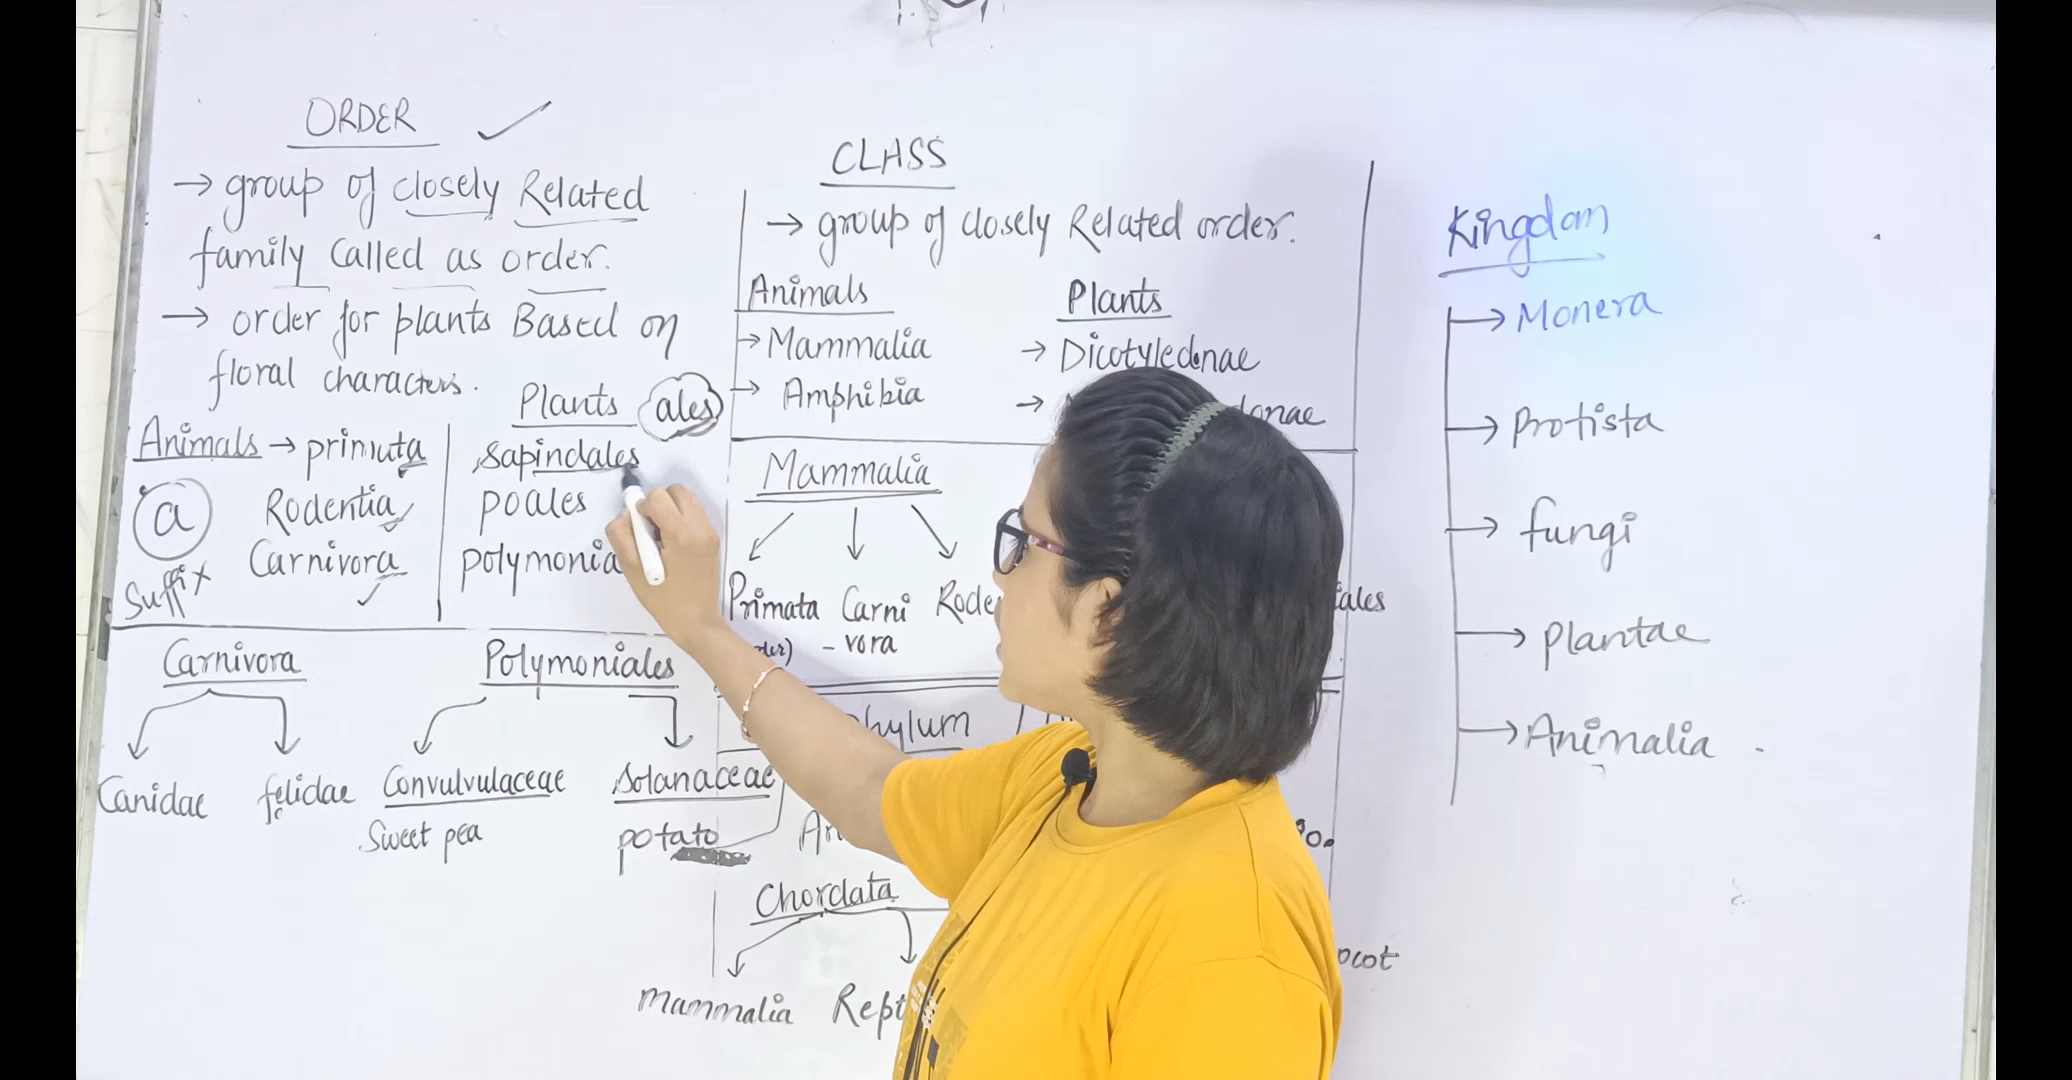 ORDER
→ group of closely Related
family called as order.
→ order for plants Based on
floral characters.
Animals → primuta
Rodentia
Carnivora
a
Suffix
Plants ales
Sapindales
poales
polymonia
Carnivora
Canidae felidae
Polymoniales
Convulvulaceae Solanaceae
Sweet pea potato
CLASS
→ group of closely Related order.
Animals
→ Mammalia
→ Amphibia
Plants
→ Dicotyledonae
→
Mammalia
Primata Carni
- vora
Chordata
mammalia
Kingdom
→ Monera
→ Protista
→ fungi
→ plantae
→ Animalia